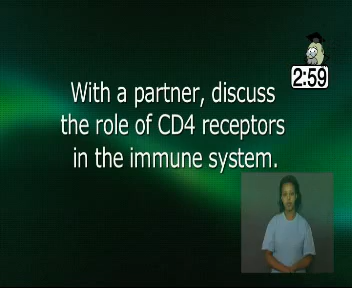 2:59
With a partner, discuss
the role of CD4 receptors
in the immune system.